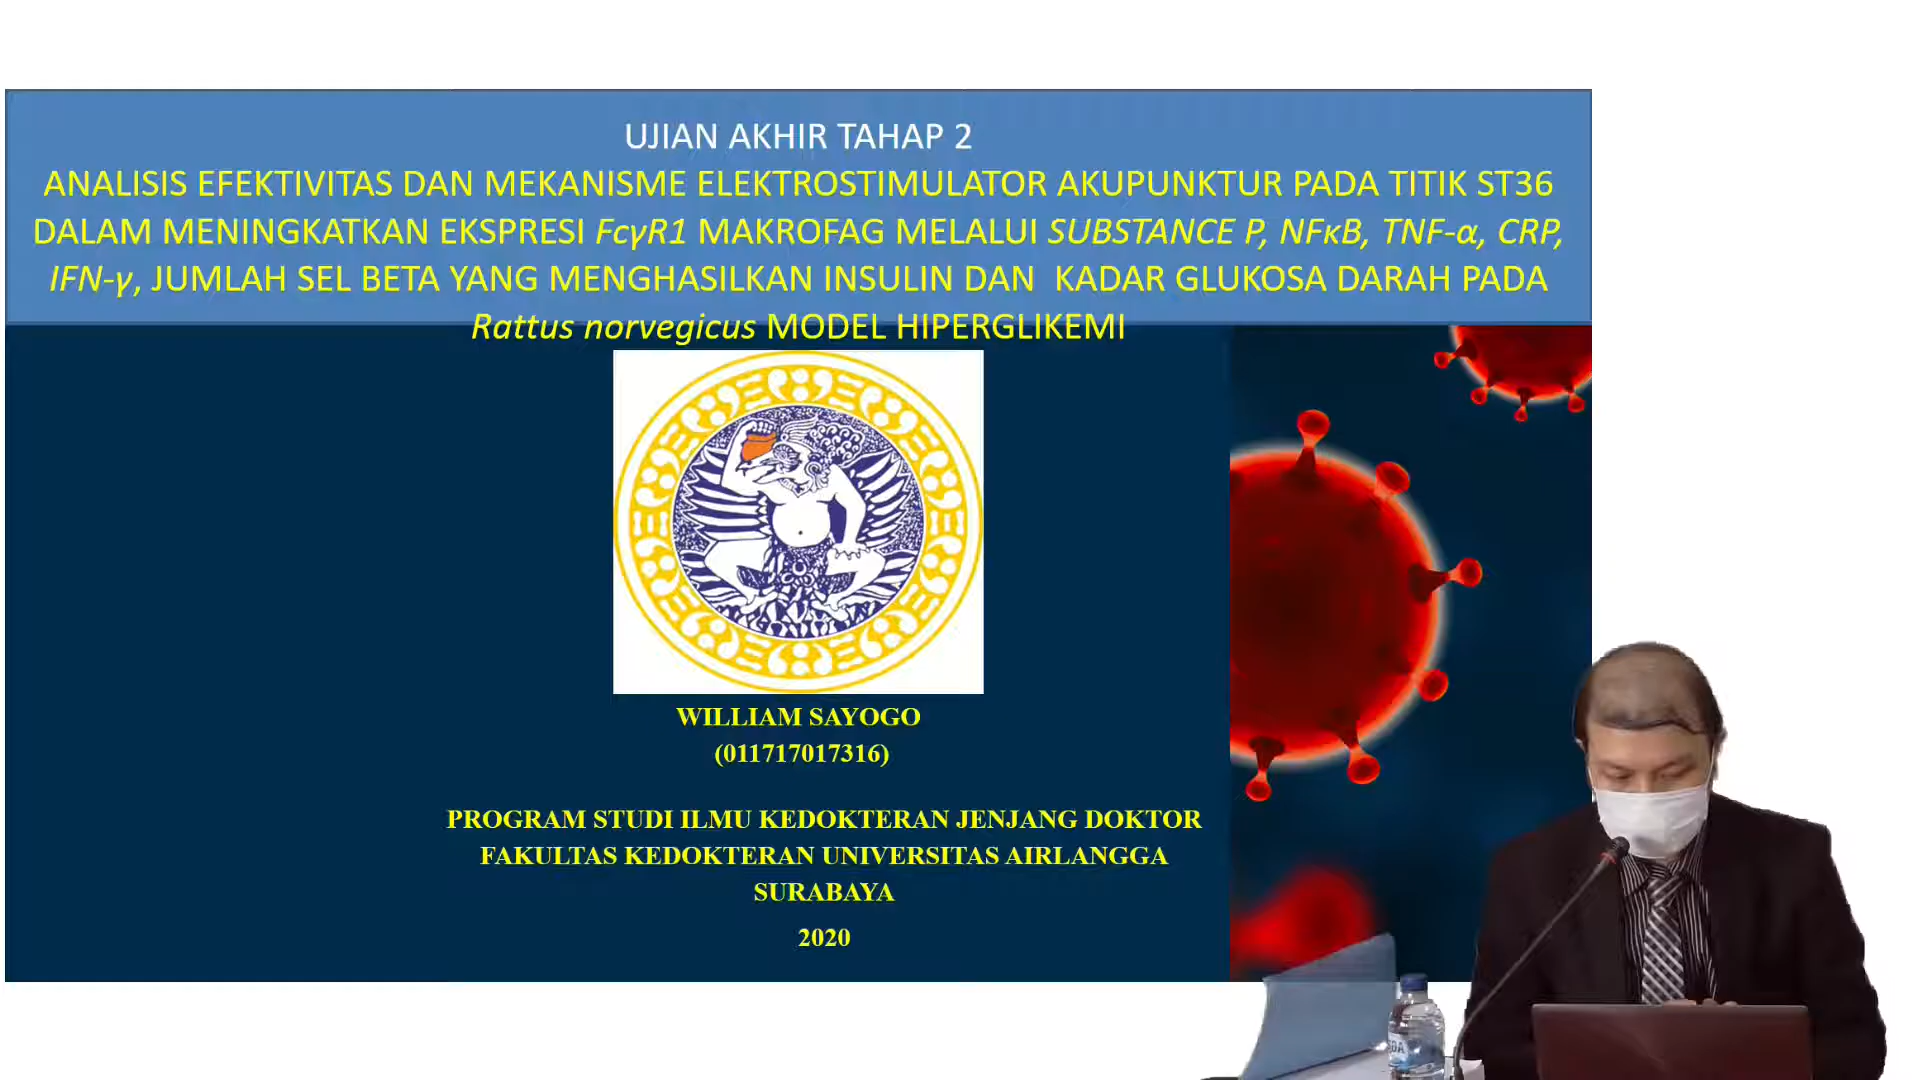 UJIAN AKHIR TAHAP 2
ANALISIS EFEKTIVITAS DAN MEKANISME ELEKTROSTIMULATOR AKUPUNKTUR PADA TITIK ST36
DALAM MENINGKATKAN EKSPRESI FcγR1 MAKROFAG MELALUI SUBSTANCE P, NFκB, TNF-α, CRP,
IFN-γ, JUMLAH SEL BETA YANG MENGHASILKAN INSULIN DAN KADAR GLUKOSA DARAH PADA
Rattus norvegicus MODEL HIPERGLIKEMI
WILLIAM SAYOGO
(011717017316)
PROGRAM STUDI ILMU KEDOKTERAN JENJANG DOKTOR
FAKULTAS KEDOKTERAN UNIVERSITAS AIRLANGGA
SURABAYA
2020